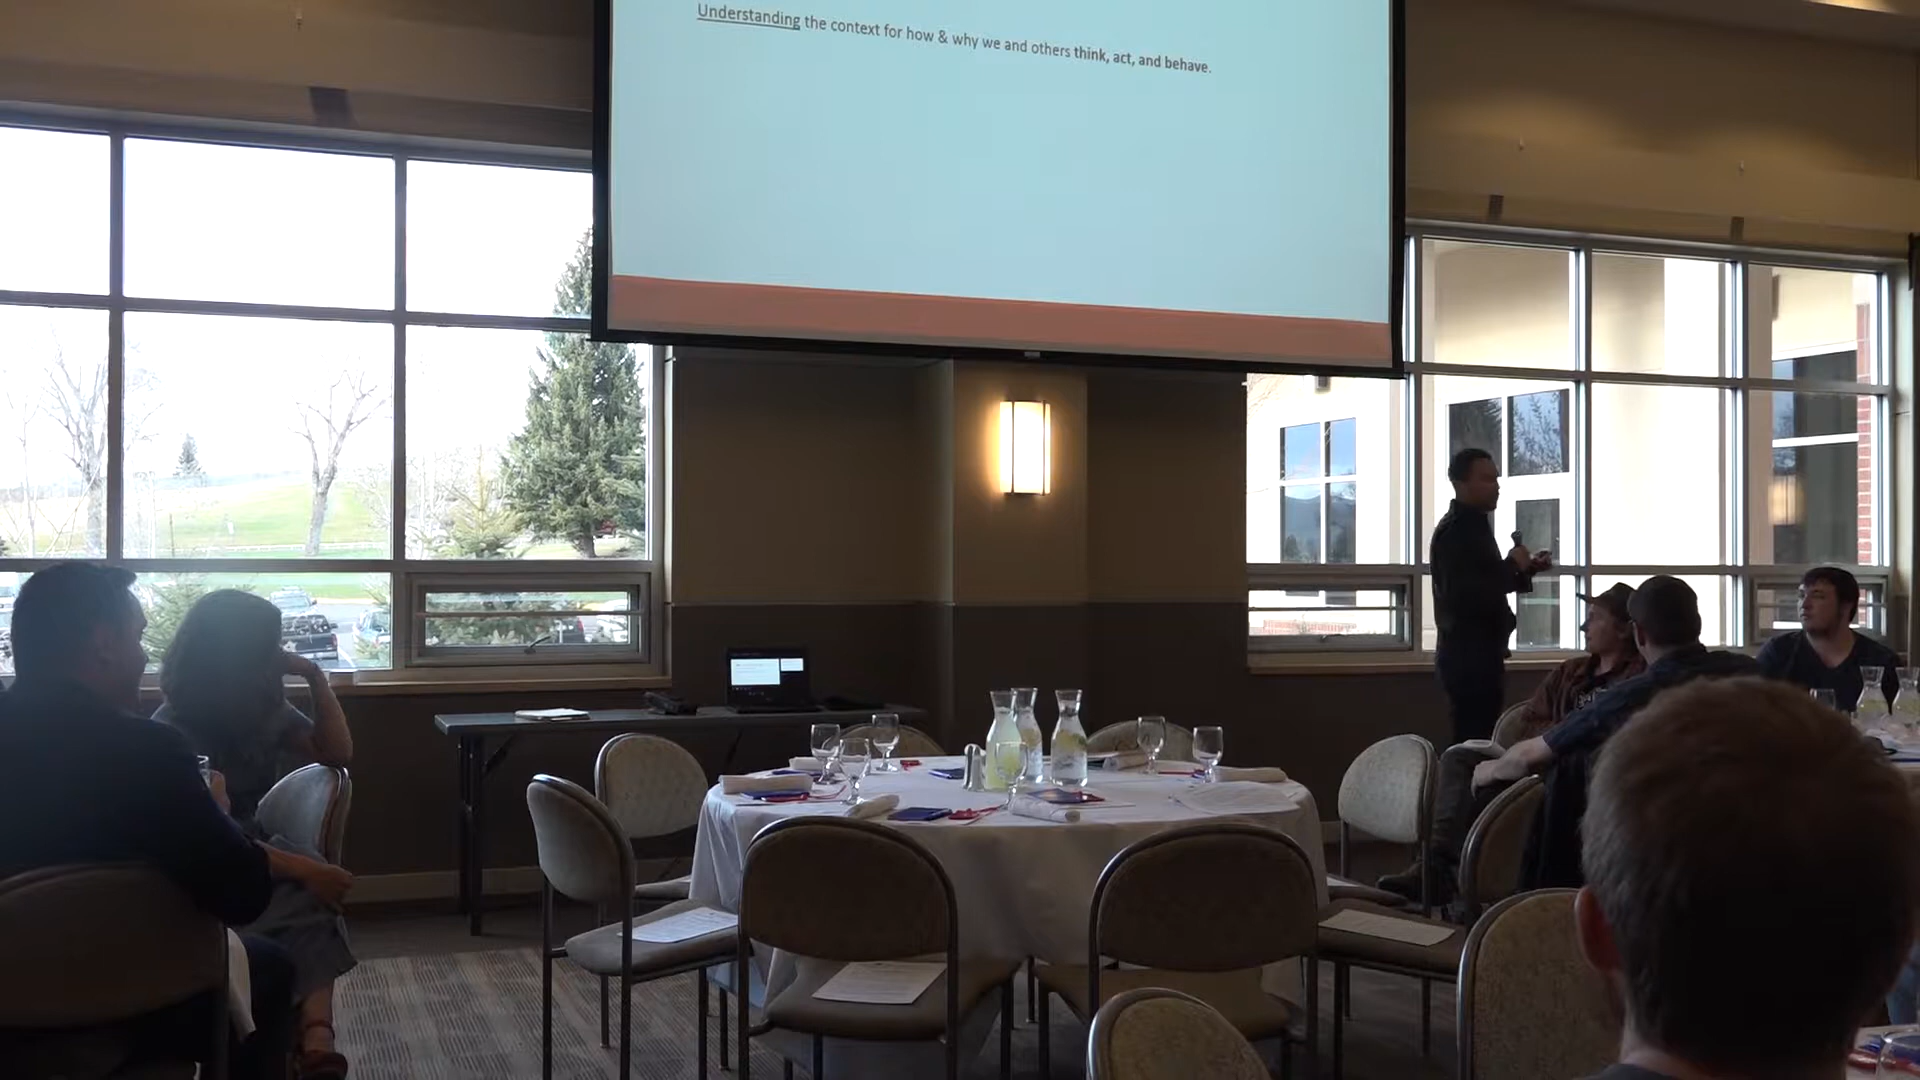 Understanding the context for how & why we and others think, act, and behave.